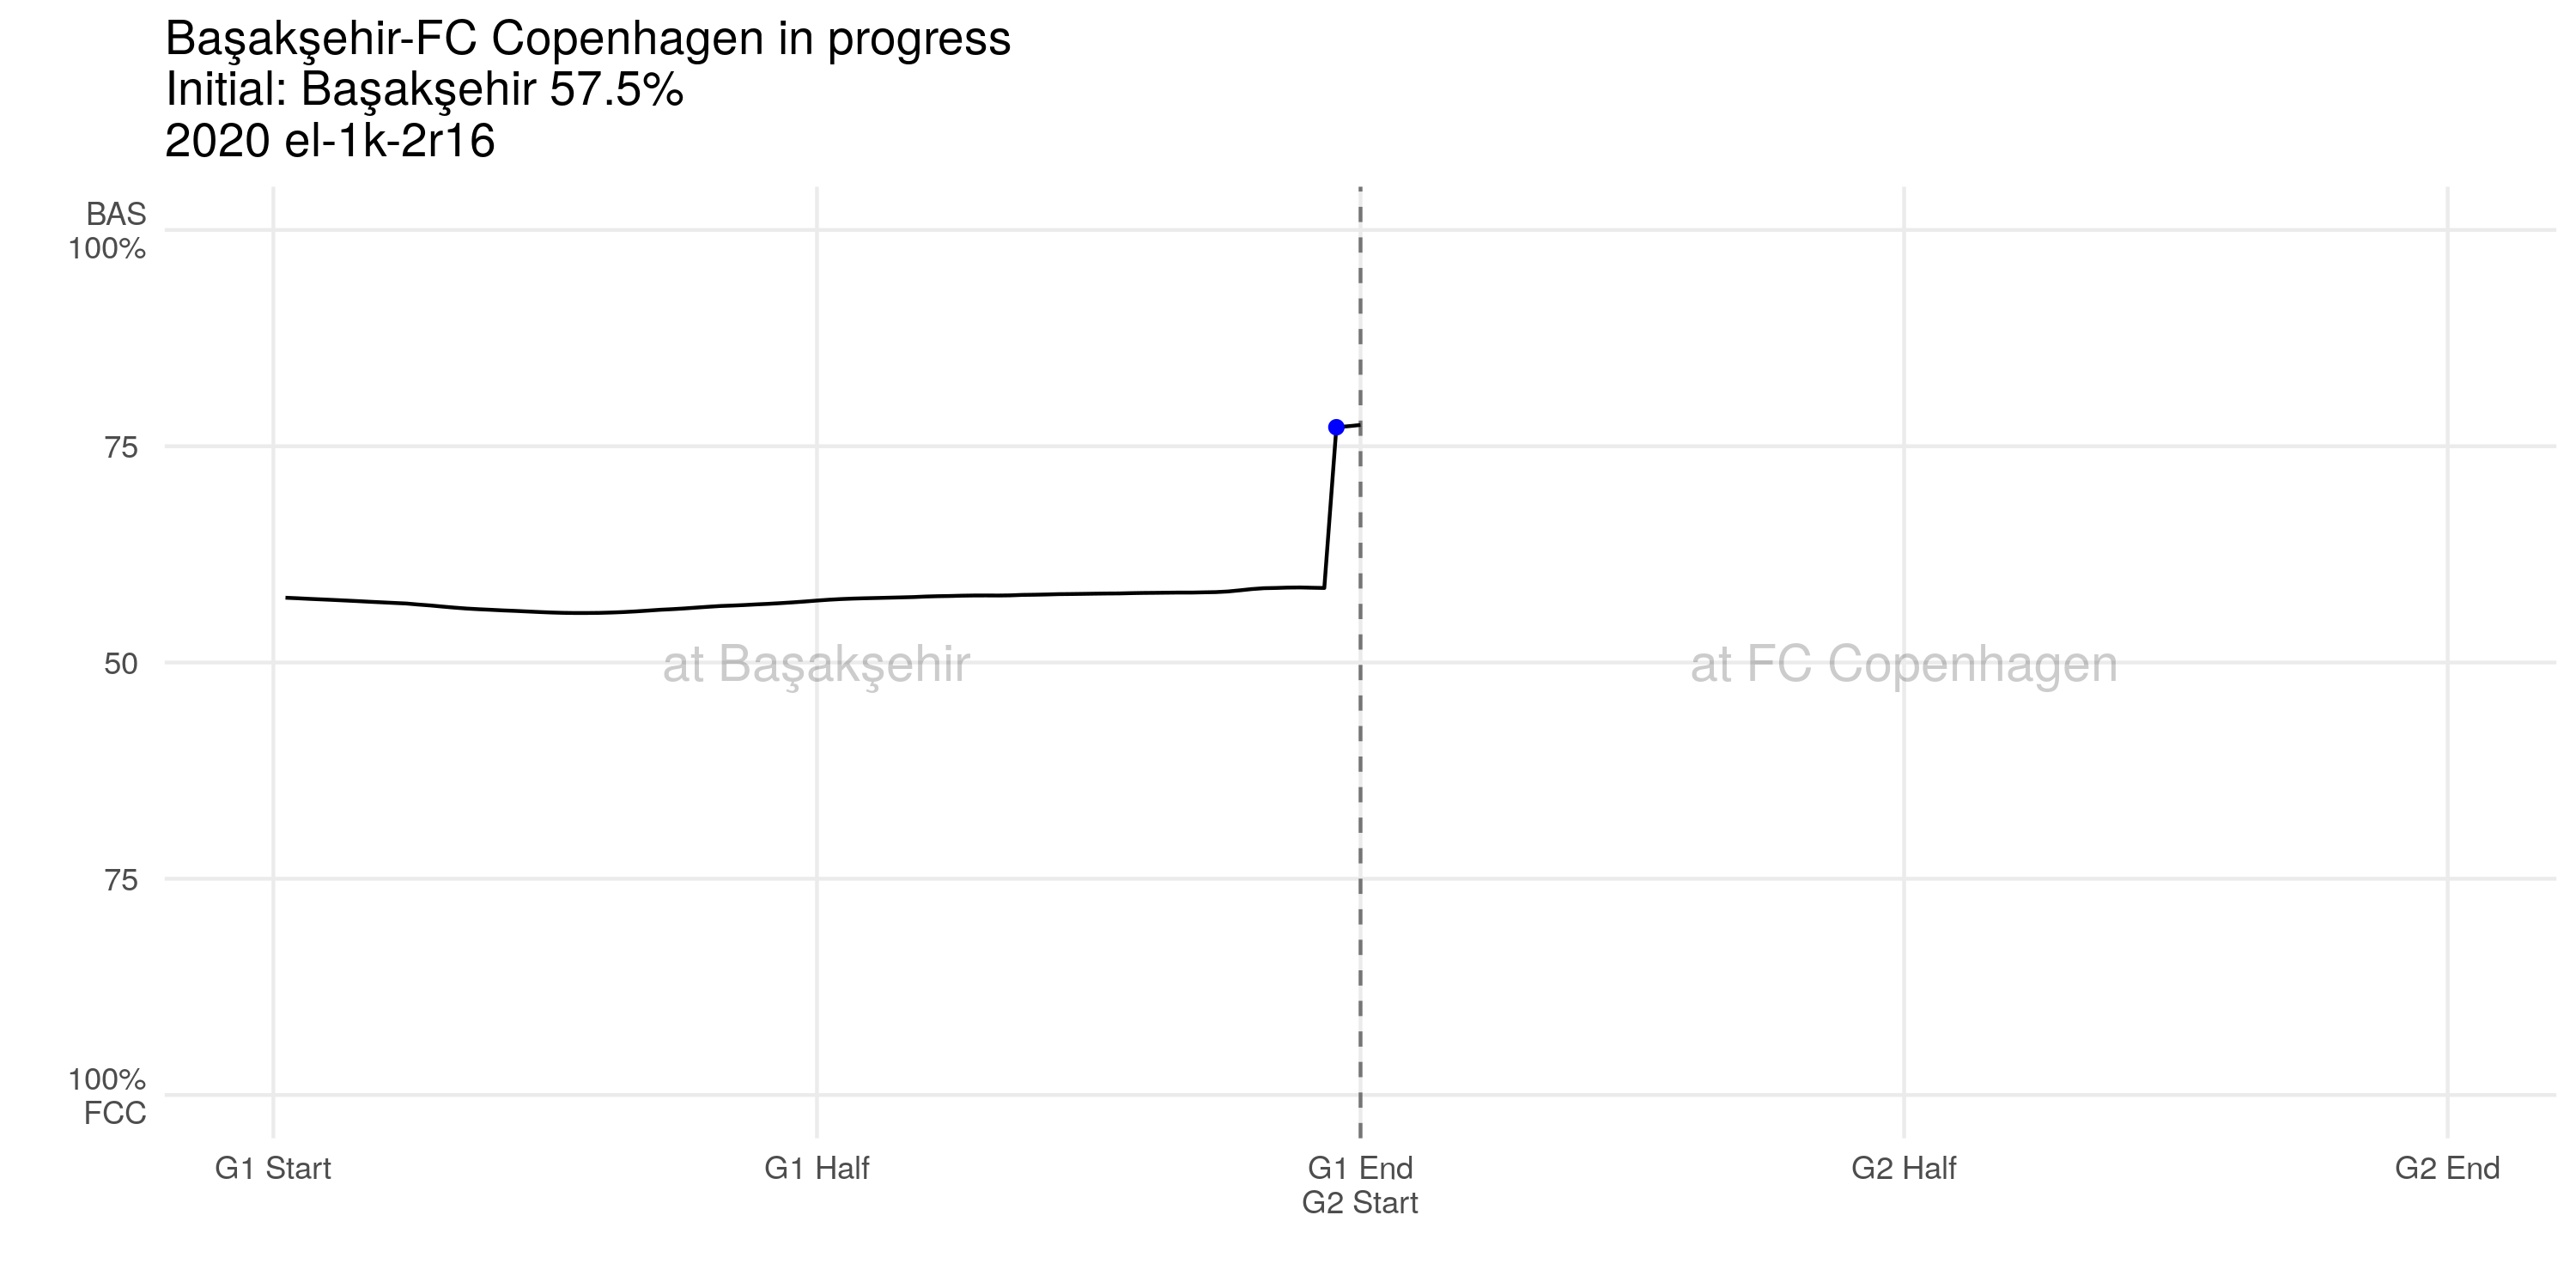 Başakşehir-FC Copenhagen in progress
Initial: Başakşehir 57.5%
2020 el-1k-2r16
BAS
100%
75
50
75
100%
FCC
at Başakşehir
at FC Copenhagen
G1 Start
G1 Half
G1 End
G2 Start
G2 Half
G2 End